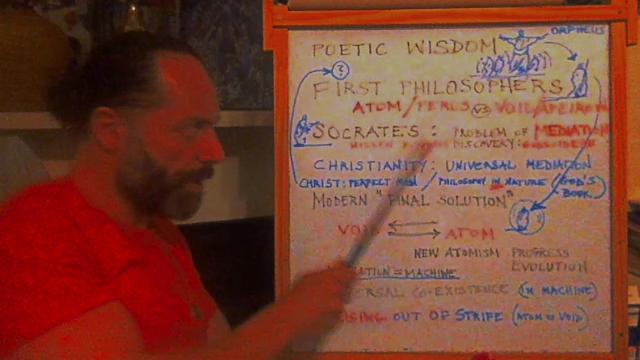 POETIC WISDOM
ORPHEUS
FIRST PHILOSOPHERS
ATOM / PERAS VS VOID/APEIRON
SOCRATES: PROBLEM OF MEDIATION
DISCOVERY:
CHRISTIANITY: UNIVERSAL MEDIATION
CHRIST: PERFECT MAN / PHILOSOPHY IN NATURE (GOD'S BOOK)
MODERN "FINAL SOLUTION"
VOID ATOM
NEW ATOMISM PROGRESS
EVOLUTION
= MACHINE
CO-EXISTENCE (IN MACHINE)
OUT OF STRIFE (ATOM VS VOID)